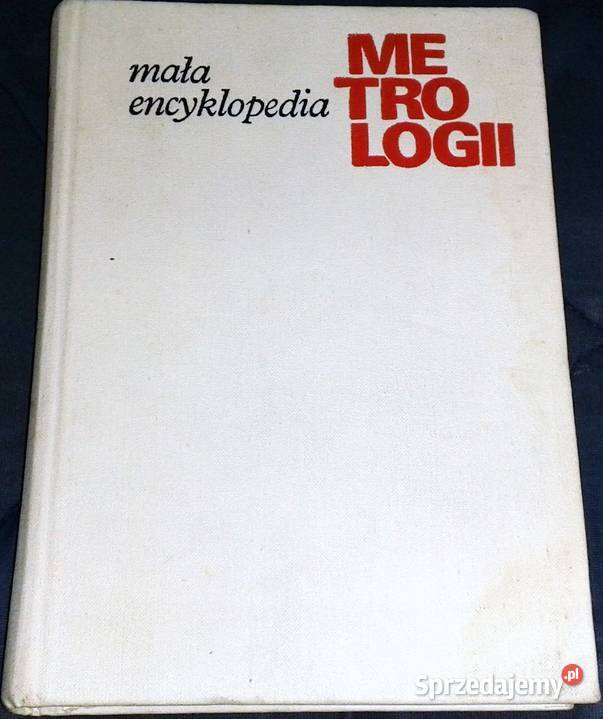 mała
encyklopedia
ME
TRO
LOGII
Sprzedajemy.pl